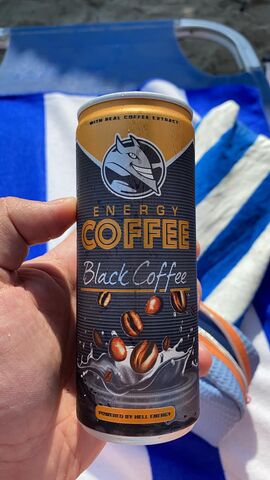 WITH REAL COFFEE EXTRACT
ENERGY
COFFEE
Black Coffee
POWERED BY HELL ENERGY